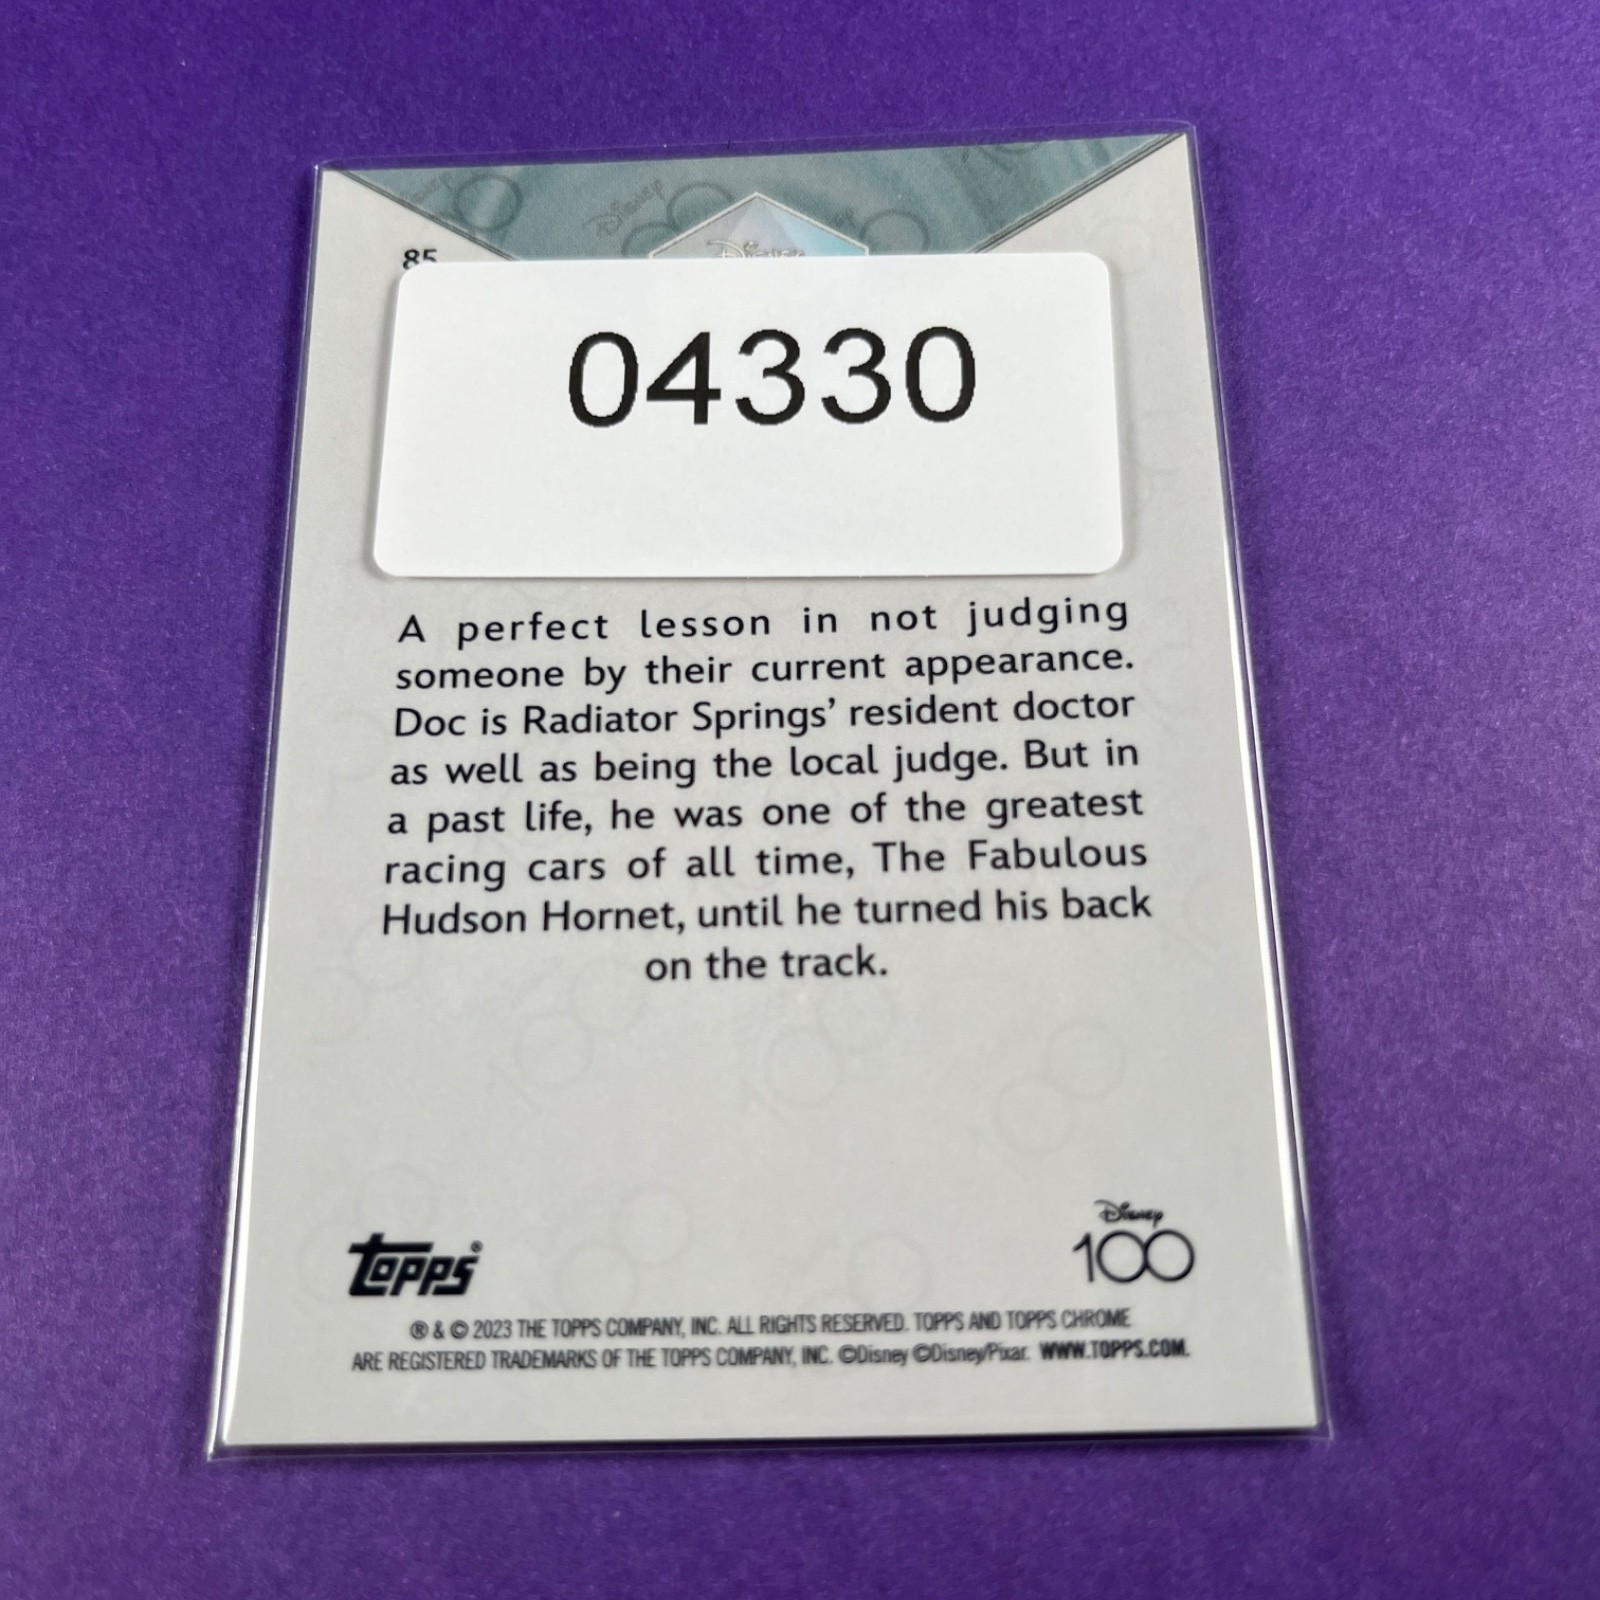 Disney
Disney
85
04330
A perfect lesson in not judging
someone by their current appearance.
Doc is Radiator Springs’ resident doctor
as well as being the local judge. But in
a past life, he was one of the greatest
racing cars of all time, The Fabulous
Hudson Hornet, until he turned his back
on the track.
Topps®
Disney
100
® & © 2023 THE TOPPS COMPANY, INC. ALL RIGHTS RESERVED. TOPPS AND TOPPS CHROME
ARE REGISTERED TRADEMARKS OF THE TOPPS COMPANY, INC. ©Disney ©Disney/Pixar. WWW.TOPPS.COM.